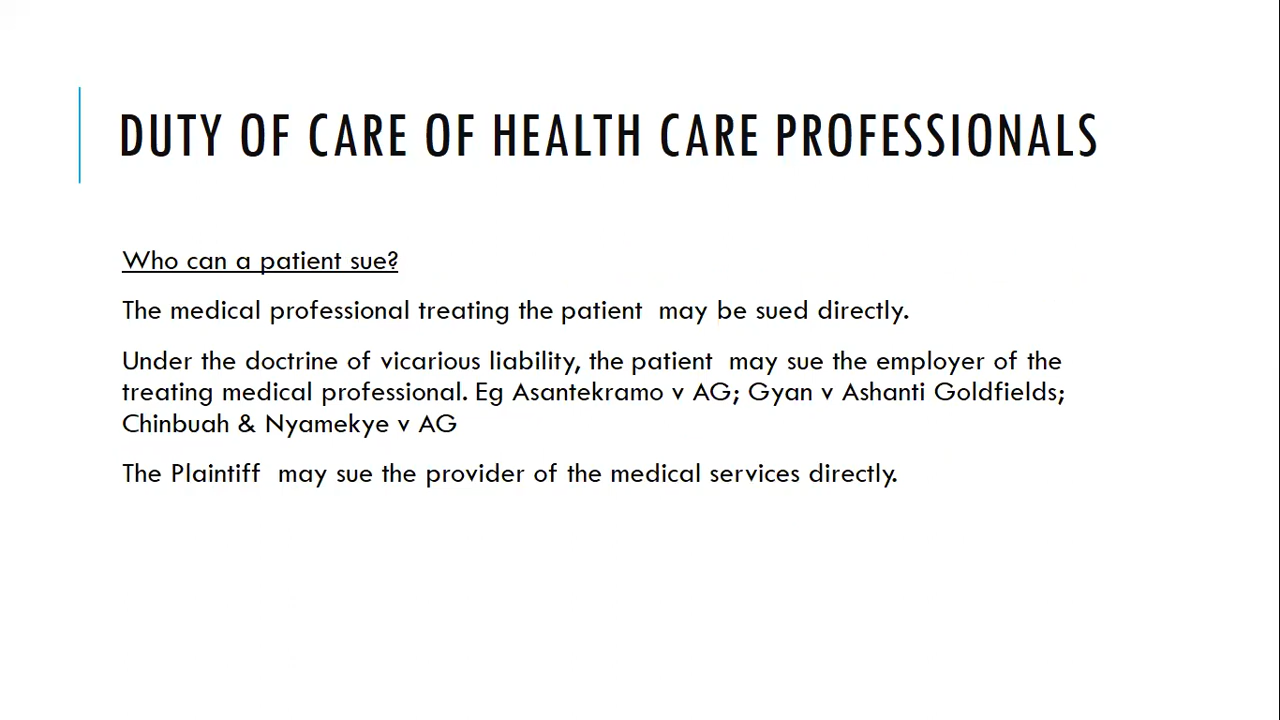 DUTY OF CARE OF HEALTH CARE PROFESSIONALS
Who can a patient sue?
The medical professional treating the patient  may be sued directly.
Under the doctrine of vicarious liability, the patient  may sue the employer of the
treating medical professional. Eg Asantekramo v AG; Gyan v Ashanti Goldfields;
Chinbuah & Nyamekye v AG
The Plaintiff  may sue the provider of the medical services directly.